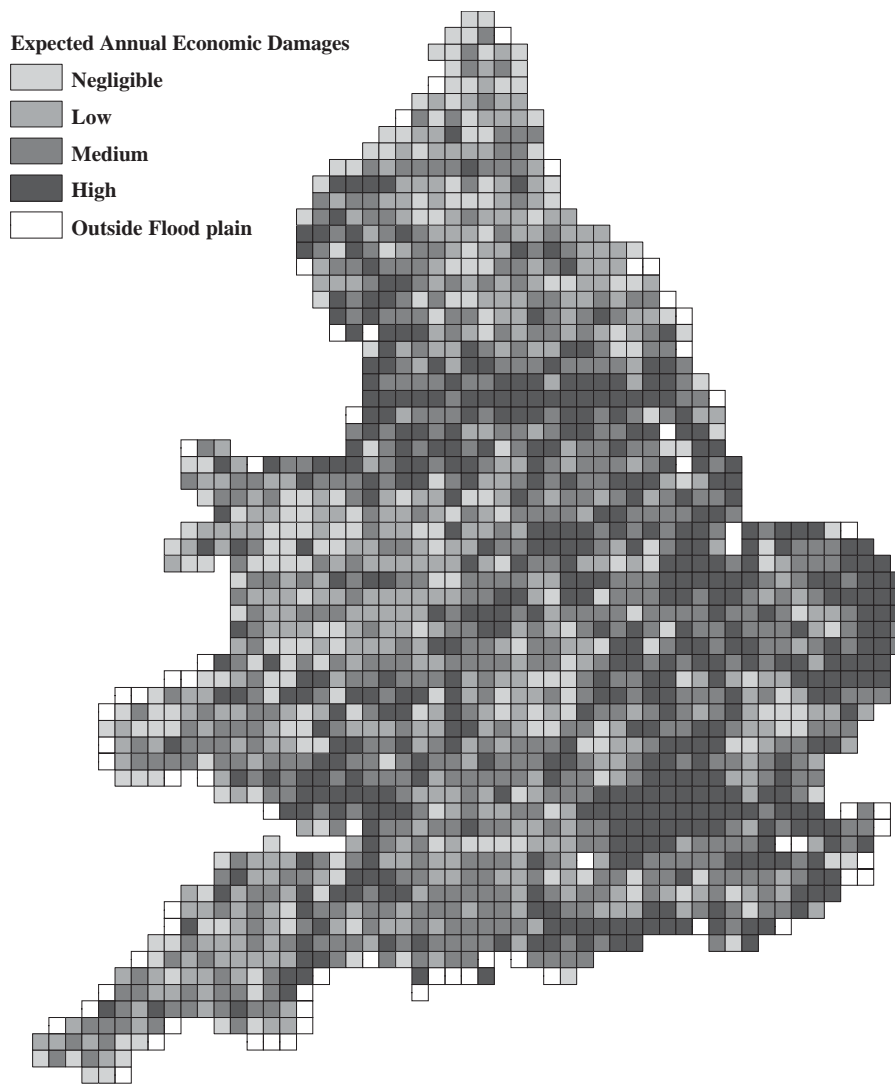 Expected Annual Economic Damages
Negligible
Low
Medium
High
Outside Flood plain